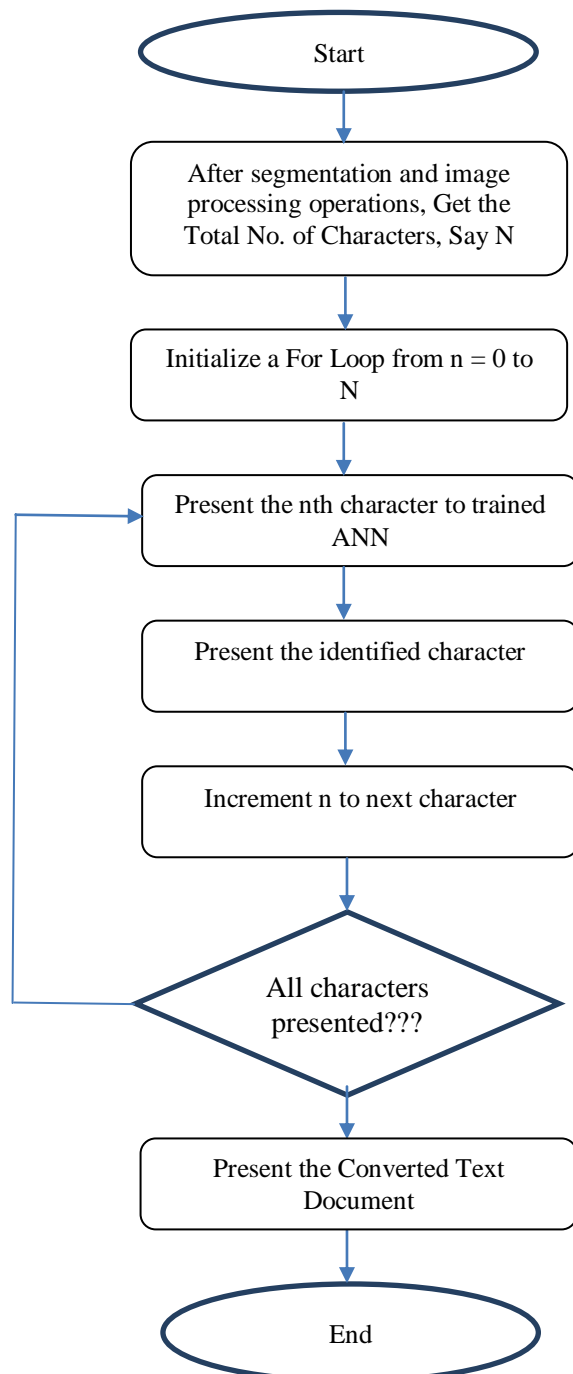 Start
After segmentation and image
processing operations, Get the
Total No. of Characters, Say N
Initialize a For Loop from n = 0 to
N
Present the nth character to trained
ANN
Present the identified character
Increment n to next character
All characters
presented???
Present the Converted Text
Document
End